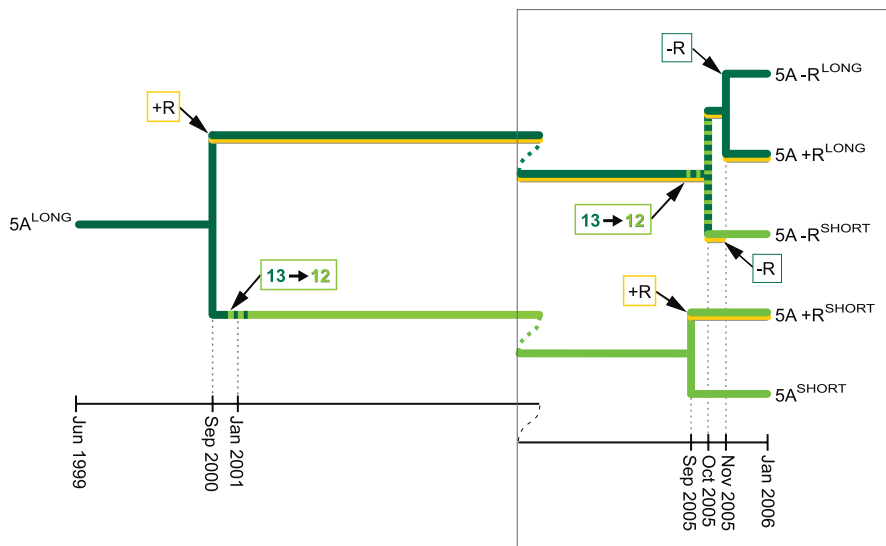 -R
5A -R^LONG
+R
5A +R^LONG
5A^LONG
13→12
5A -R^SHORT
13→12
-R
+R
5A +R^SHORT
5A^SHORT
Jun 1999
Sep 2000
Jan 2001
Sep 2005
Oct 2005
Nov 2005
Jan 2006